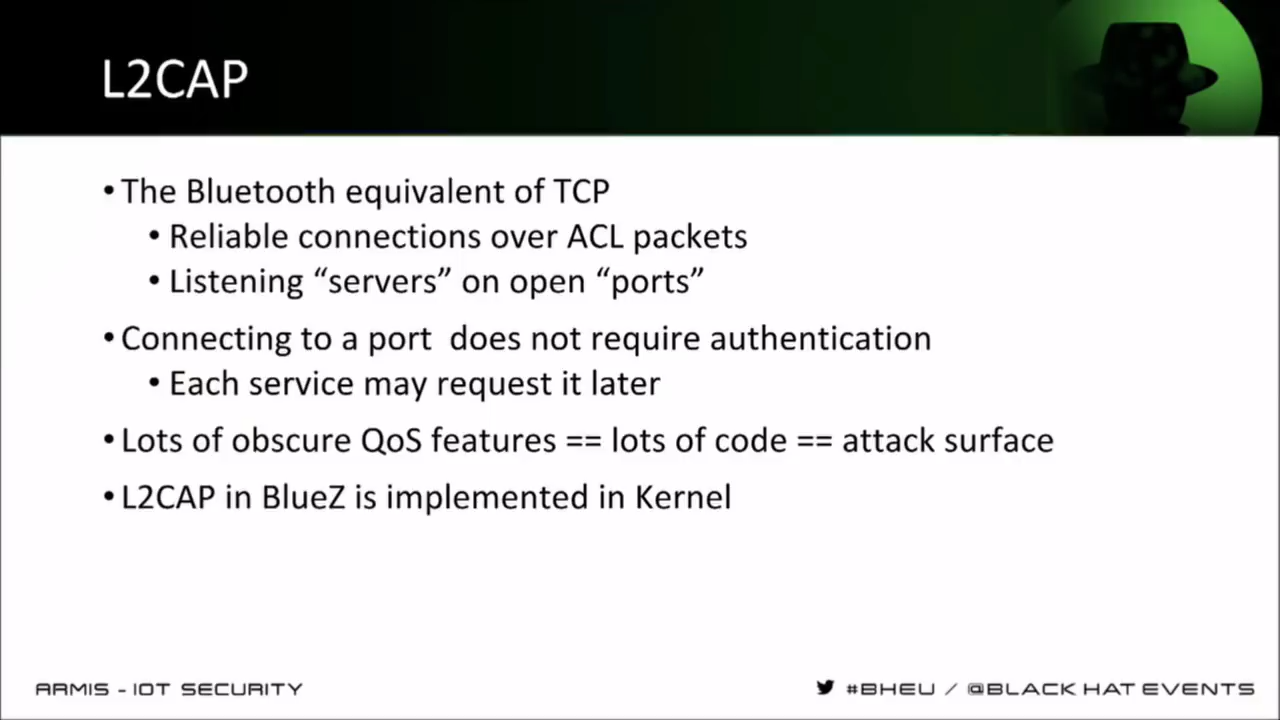 L2CAP
•The Bluetooth equivalent of TCP
•Reliable connections over ACL packets
•Listening “servers” on open “ports”
•Connecting to a port  does not require authentication
•Each service may request it later
•Lots of obscure QoS features == lots of code == attack surface
•L2CAP in BlueZ is implemented in Kernel
ARMIS - IOT SECURITY
#BHEU / @BLACK HAT EVENTS